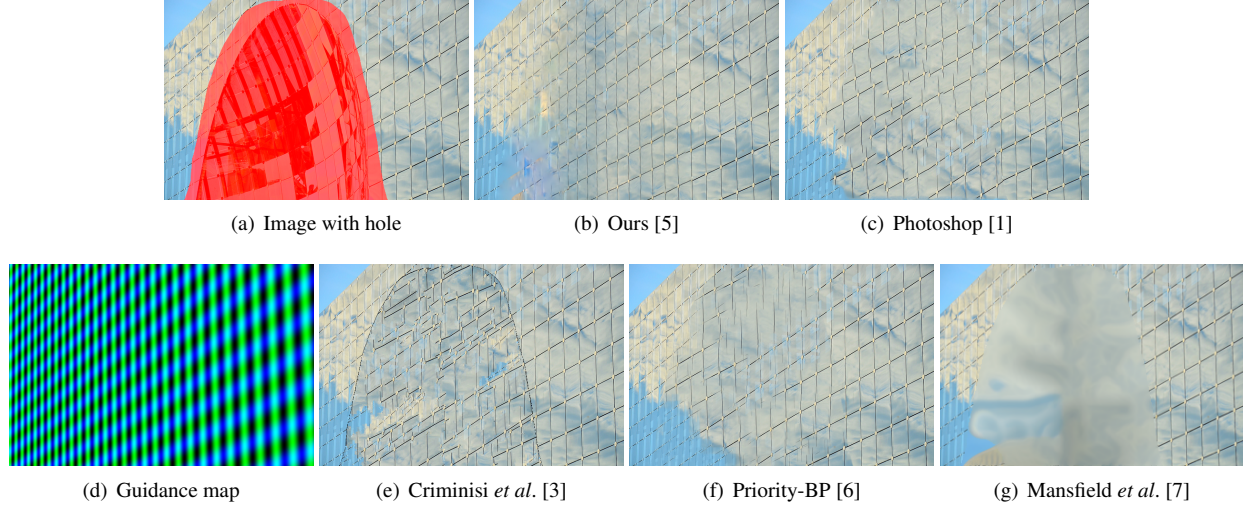 (a) Image with hole
(b) Ours [5]
(c) Photoshop [1]
(d) Guidance map
(e) Criminisi et al. [3]
(f) Priority-BP [6]
(g) Mansfield et al. [7]